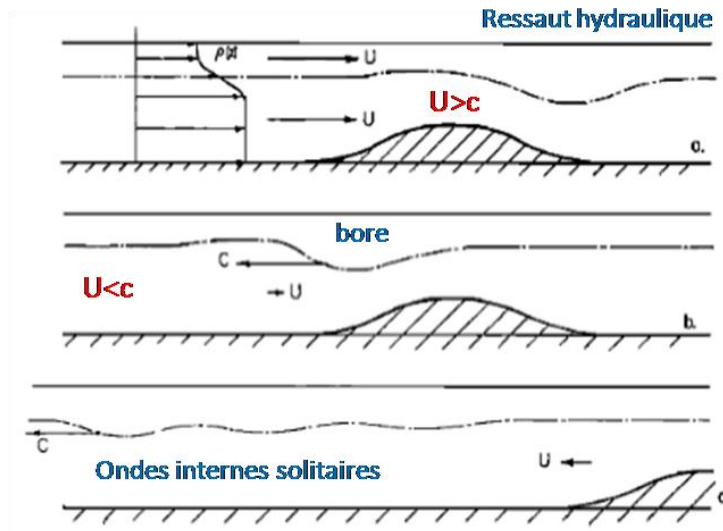 Ressaut hydraulique
ρ(z)
U
U>c
U
a.
bore
C
U<c
U
b.
C
Ondes internes solitaires
U